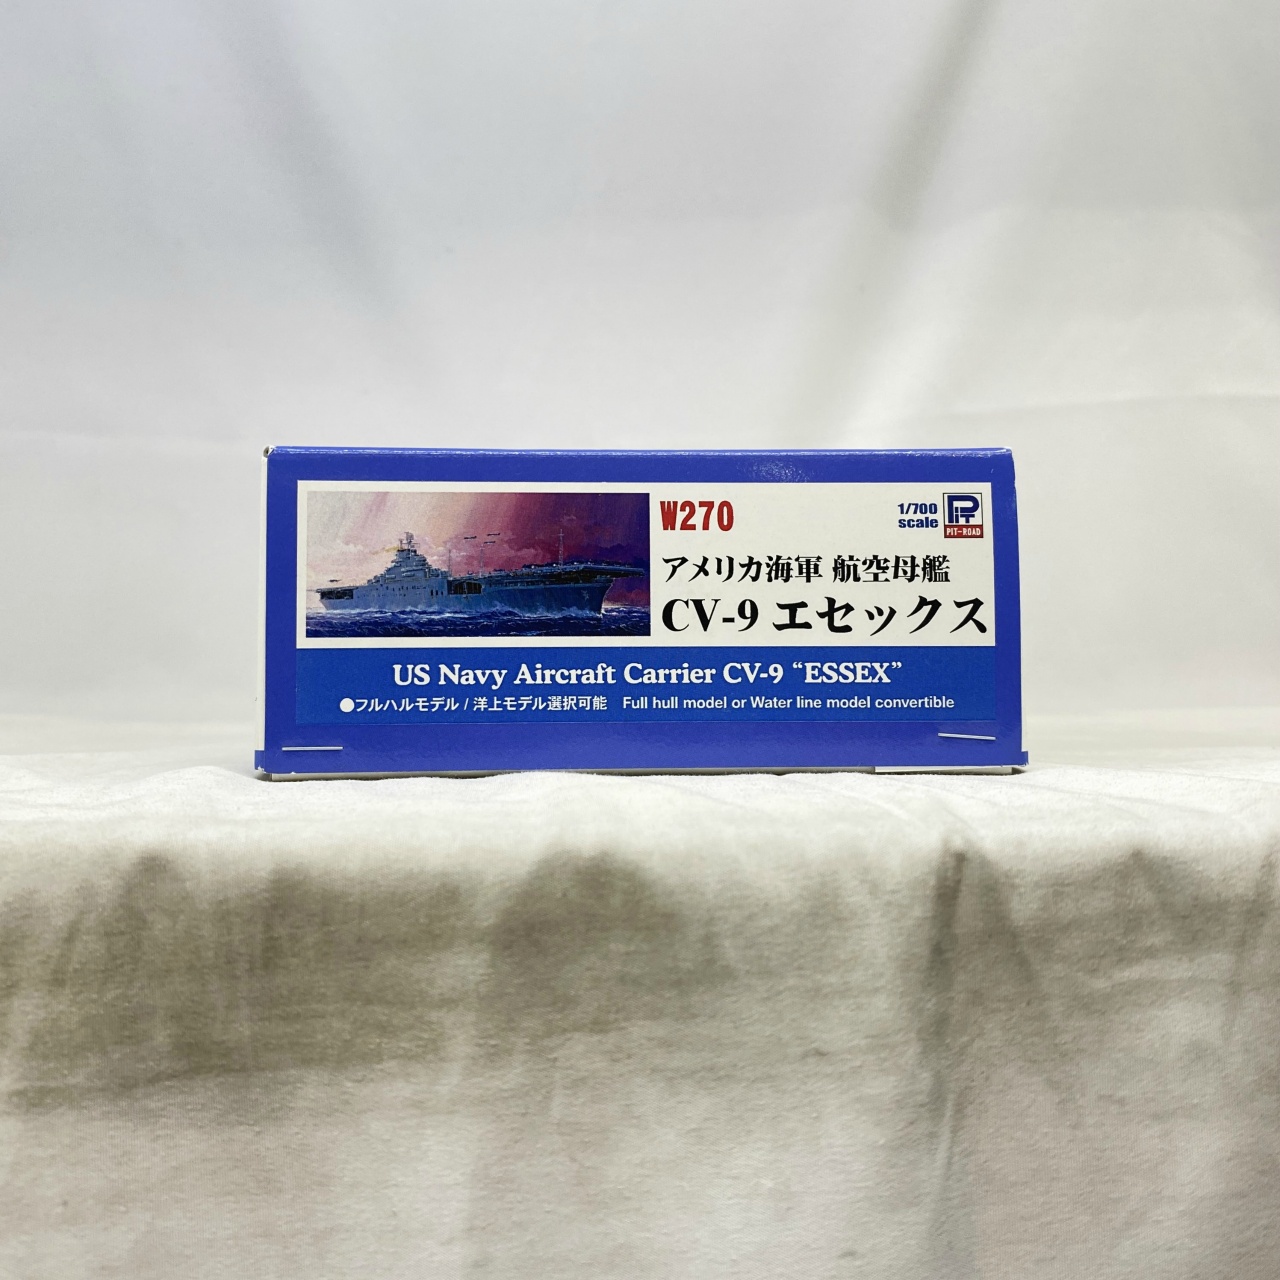 W270
1/700
scale
PIT
PIT-ROAD
アメリカ海軍 航空母艦
CV-9 エセックス
US Navy Aircraft Carrier CV-9 “ESSEX”
●フルハルモデル / 洋上モデル選択可能 Full hull model or Water line model convertible